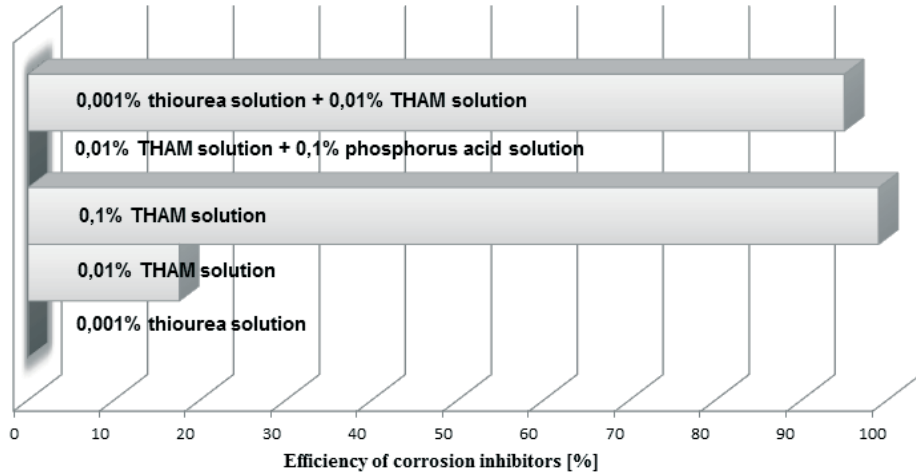 0,001% thiourea solution + 0,01% THAM solution
0,01% THAM solution + 0,1% phosphorus acid solution
0,1% THAM solution
0,01% THAM solution
0,001% thiourea solution
0 10 20 30 40 50 60 70 80 90 100
Efficiency of corrosion inhibitors [%]